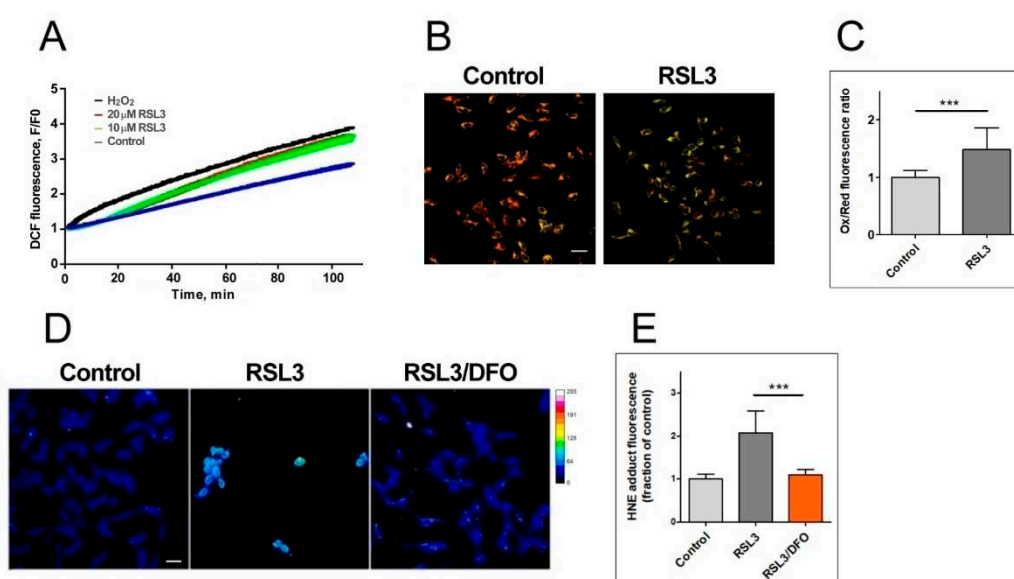 A
DCF fluorescence, F/F0
5
4
3
2
1
0
H₂O₂
20μM RSL3
10μM RSL3
Control
0
20
40
60
80
100
Time, min
B
Control
RSL3
C
Ox/Red fluorescence ratio
2
1
0
***
Control
RSL3
D
Control
RSL3
RSL3/DFO
255
191
128
64
0
E
HNE adduct fluorescence
(fraction of control)
3
2
1
0
***
Control
RSL3
RSL3/DFO